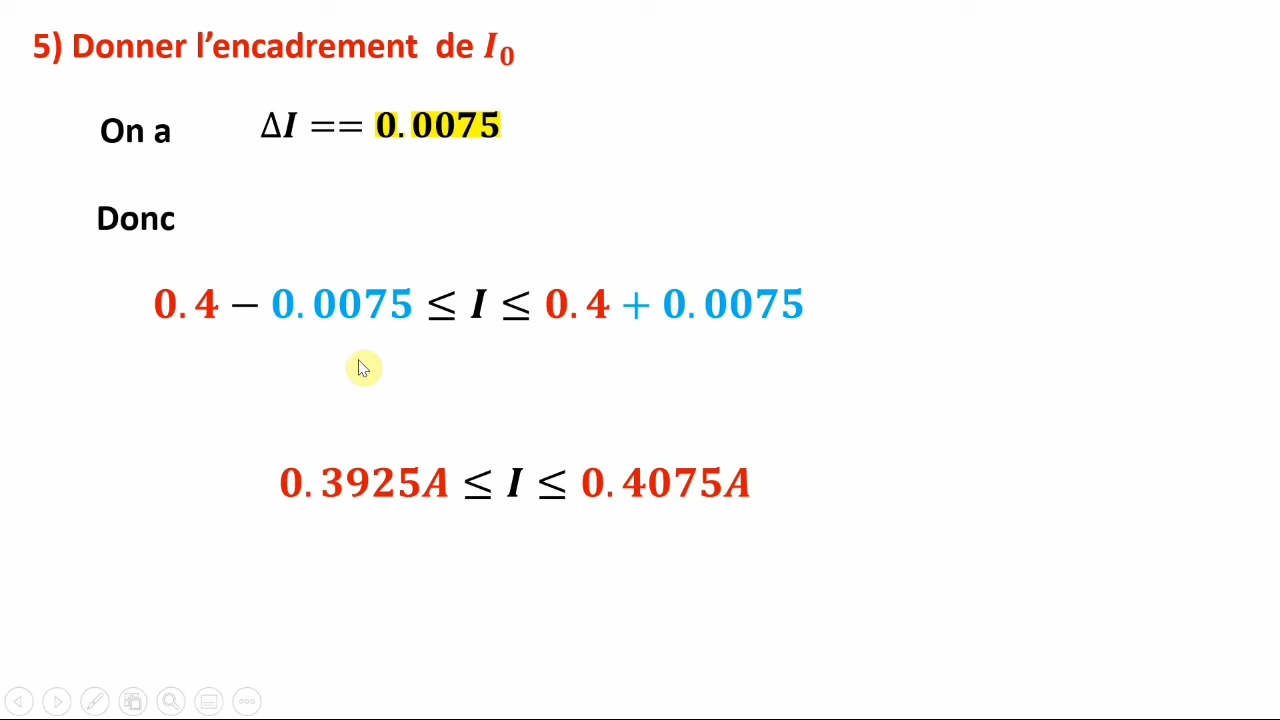 5) Donner l’encadrement de I₀
On a ΔI == 0.0075
Donc
0.4 − 0.0075 ≤ I ≤ 0.4 + 0.0075
0.3925A ≤ I ≤ 0.4075A